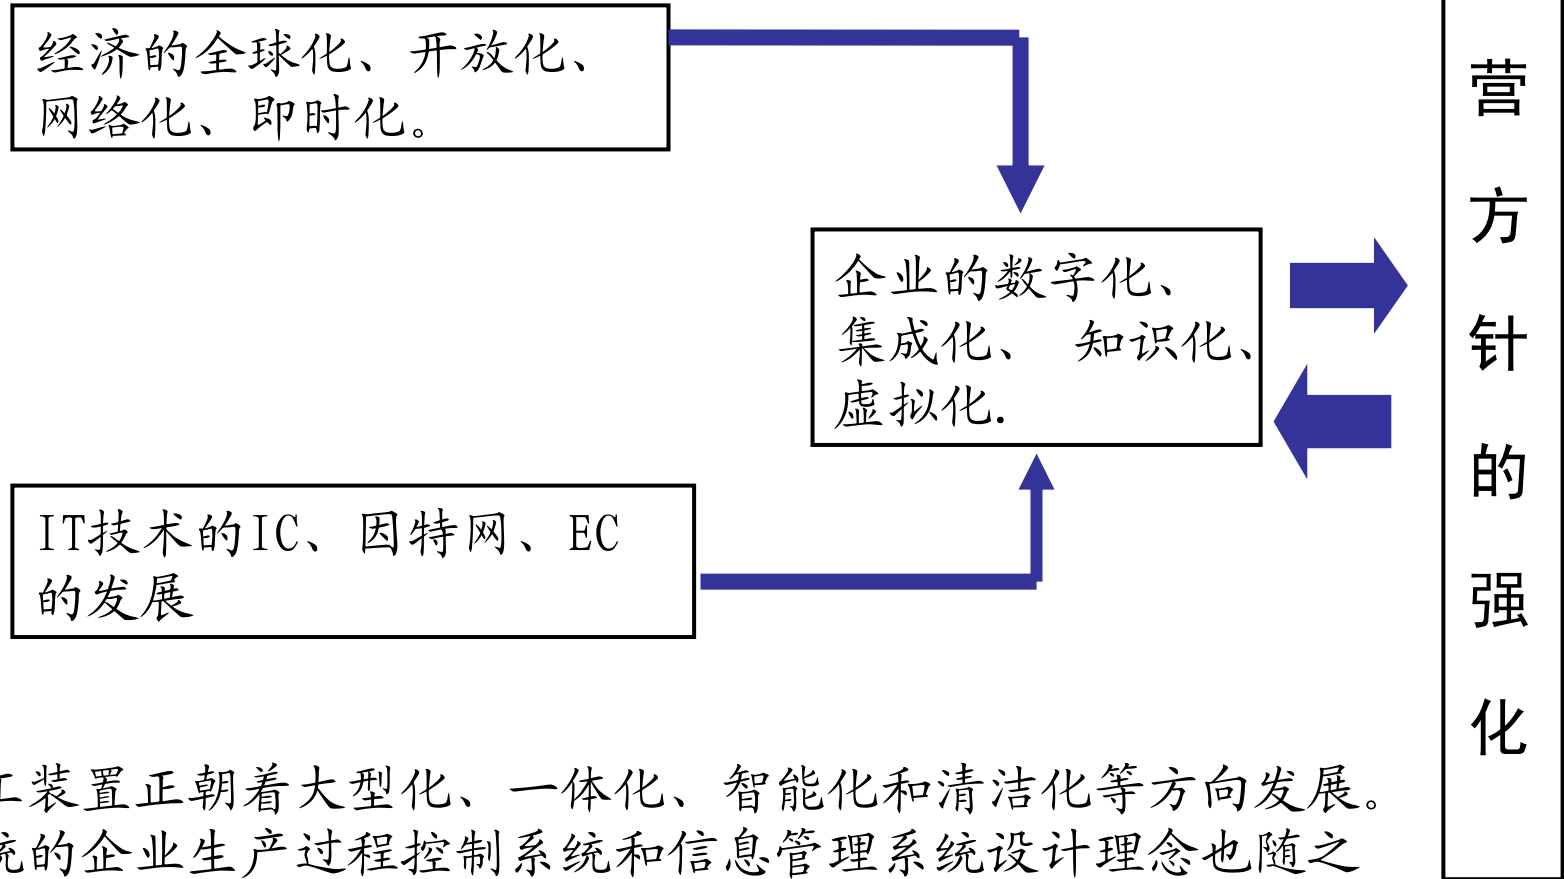 经济的全球化、开放化、
网络化、即时化。
企业的数字化、
集成化、 知识化、
虚拟化.
IT技术的IC、因特网、EC
的发展
营
方
针
的
强
化
工装置正朝着大型化、一体化、智能化和清洁化等方向发展。
统的企业生产过程控制系统和信息管理系统设计理念也随之